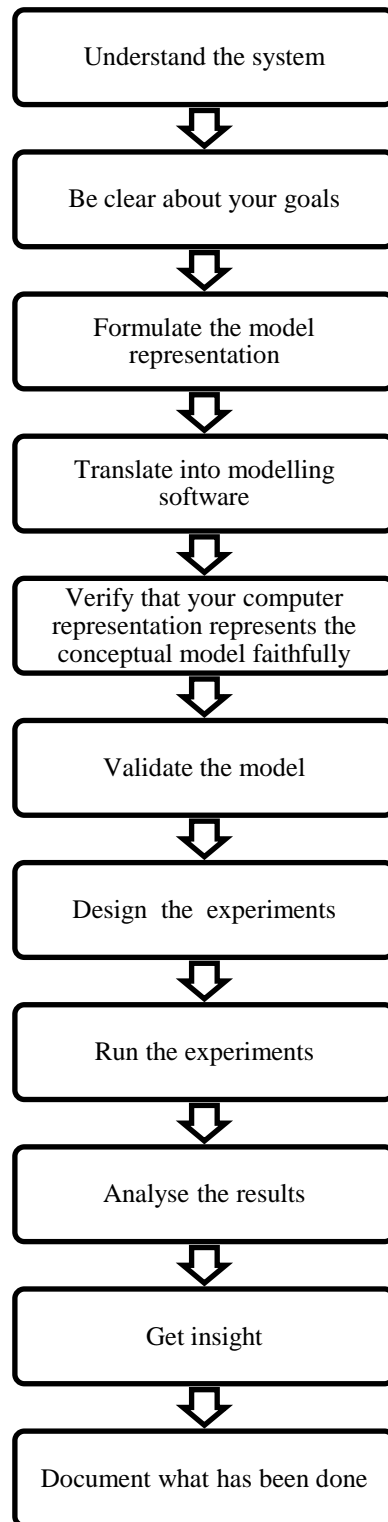 Understand the system
Be clear about your goals
Formulate the model
representation
Translate into modelling
software
Verify that your computer
representation represents the
conceptual model faithfully
Validate the model
Design the experiments
Run the experiments
Analyse the results
Get insight
Document what has been done